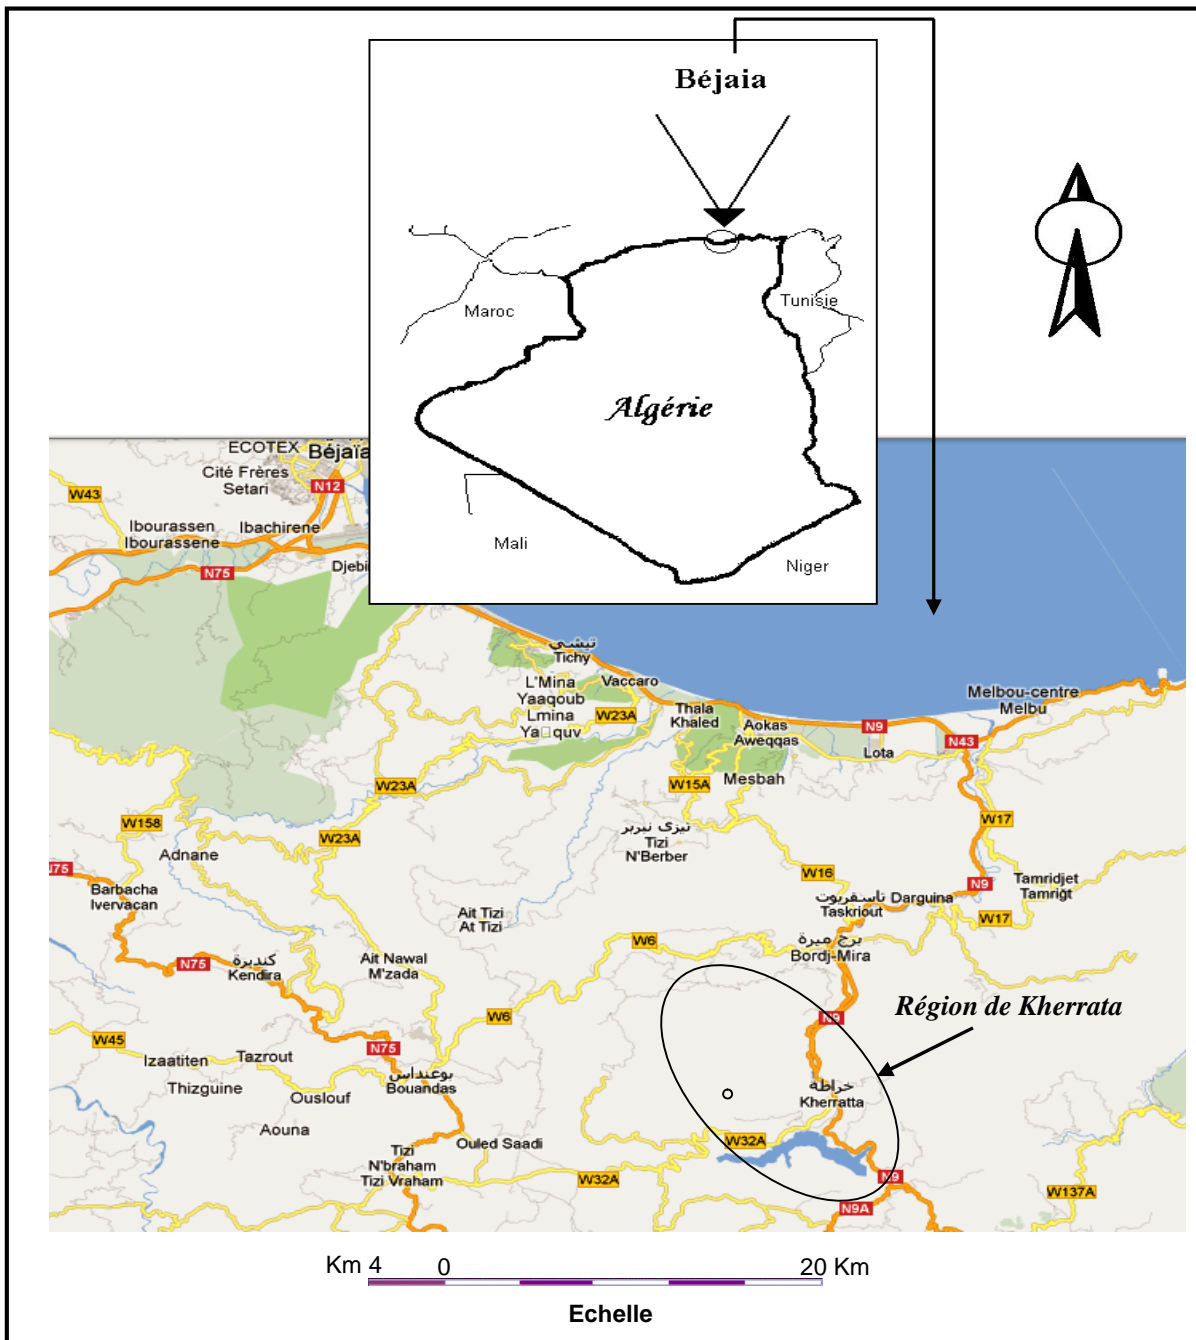 Béjaia
Maroc
Tunisie
Algérie
Mali
Niger
ECOTEX
Béjaïa
Cité Frères
Setari
N12
W43
Ibourassen
Ibourassene
Ibachirene
N75
Djebi
تيشي
Tichy
L'Mina
Yaaqoub
Lmina
Vaccaro
W23A
Thala
Khaled
Aokas
Aweqqas
N9
Lota
Melbou-centre
Melbu
N43
Mesbah
W15A
W23A
W158
W23A
W17
Adnane
Tizi
N'Berber
W16
N75
Barbacha
Ivervacan
N9
Tamridjet
Tamrigt
Taskriout
Darguina
W17
Ait Tizi
At Tizi
W6
برج ميرة
Bordj-Mira
كنديرة
Kendira
N75
Ait Nawal
M'zada
Région de Kherrata
N9
W6
W45
Izaatiten
Tazrout
N75
بوعنداس
Bouandas
Thizguine
Ouslouf
خراطة
Kherratta
Aouna
Ouled Saadi
W32A
Tizi
N'braham
Tizi Vraham
W32A
N9
W137A
N9A
Km 4 0 20 Km
Echelle